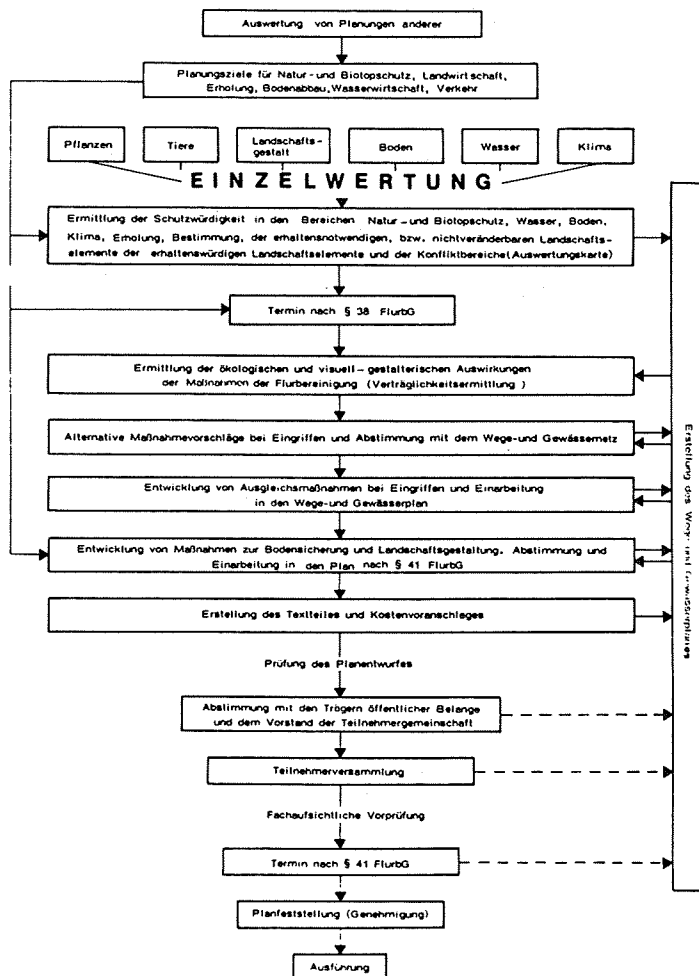 Auswertung von Planungen anderer
Planungsziele für Natur-und Biotopschutz, Landwirtschaft,
Erholung, Bodenabbau, Wasserwirtschaft, Verkehr
Pflanzen
Tiere
Landschafts-
gestalt
Boden
Wasser
Klima
EINZELWERTUNG
Ermittlung der Schutzwürdigkeit in den Bereichen Natur-und Biotopschutz, Wasser, Boden,
Klima, Erholung, Bestimmung, der erhaltensnotwendigen, bzw. nichtveränderbaren Landschafts-
elemente der erhaltenswürdigen Landschaftselemente und der Konfliktbereiche (Auswertungskarte)
Termin nach § 38 FlurbG
Ermittlung der ökologischen und visuell-gestalterischen Auswirkungen
der Maßnahmen der Flurbereinigung (Verträglichkeitsermittlung)
Alternative Maßnahmevorschläge bei Eingriffen und Abstimmung mit dem Wege-und Gewässernetz
Entwicklung von Ausgleichsmaßnahmen bei Eingriffen und Einarbeitung
in den Wege-und Gewässerplan
Entwicklung von Maßnahmen zur Bodensicherung und Landschaftsgestaltung. Abstimmung und
Einarbeitung in den Plan nach § 41 FlurbG
Erstellung des Textteiles und Kostenvoranschlages
Prüfung des Planentwurfes
Abstimmung mit den Trägern öffentlicher Belange
und dem Vorstand der Teilnehmergemeinschaft
Teilnehmerversammlung
Fachaufsichtliche Vorprüfung
Termin nach § 41 FlurbG
Planfeststellung (Genehmigung)
Ausführung
Erstellung des Wege- und Gewässerplanes